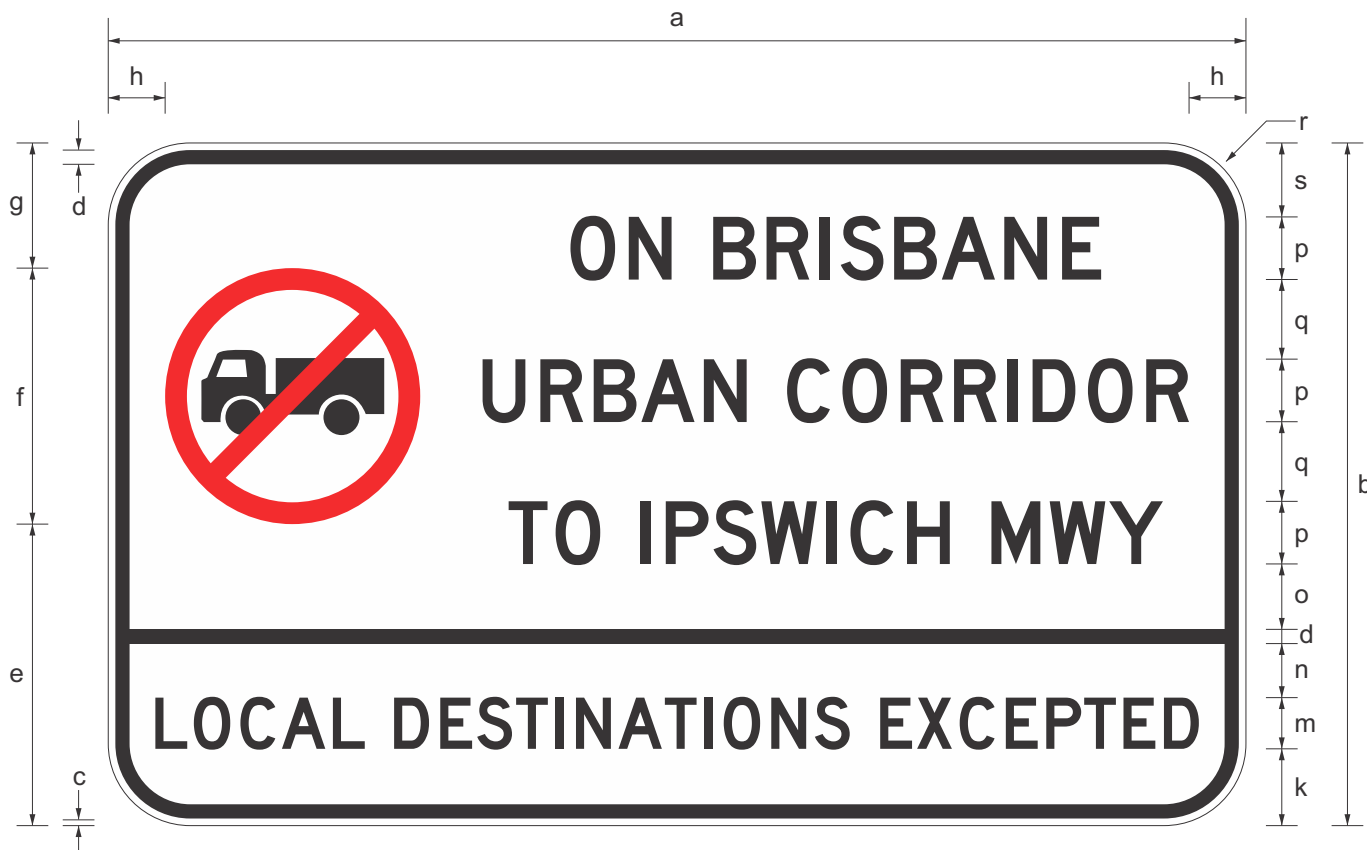 a
h h
r
g d s
ON BRISBANE p
q
f URBAN CORRIDOR p
q b
TO IPSWICH MWY p
o
d
e n
LOCAL DESTINATIONS EXCEPTED m
c k